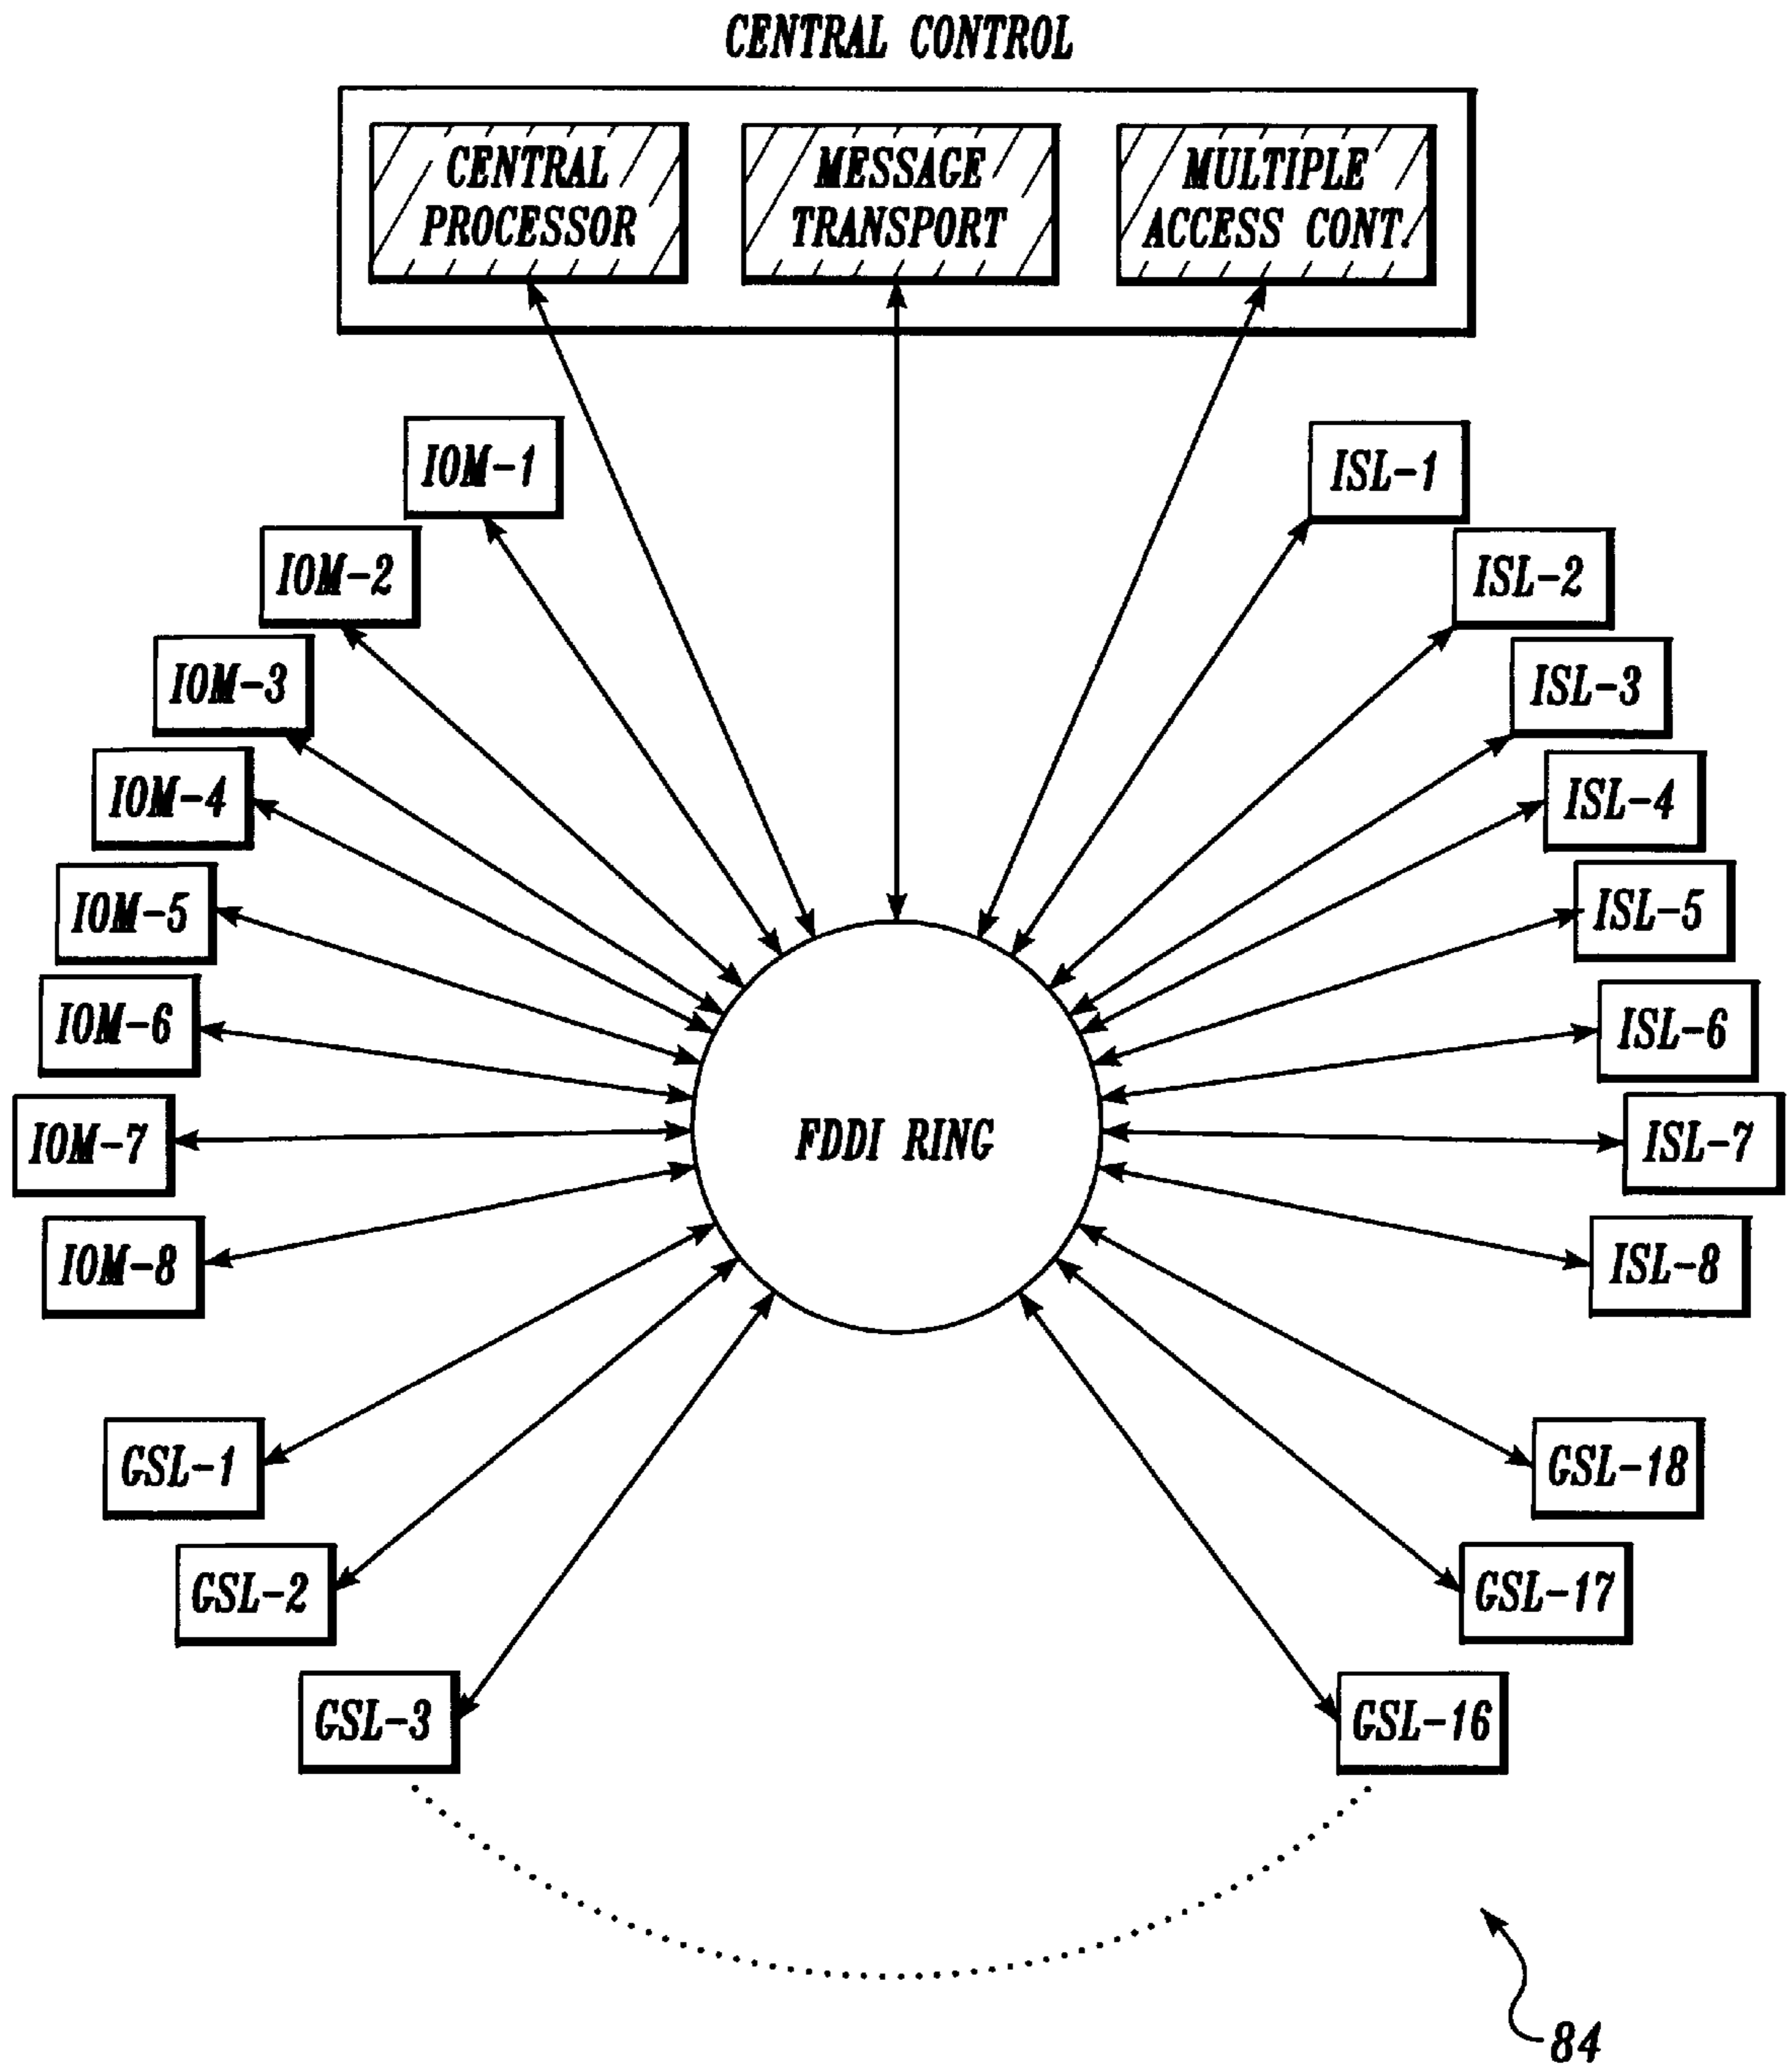 CENTRAL CONTROL
CENTRAL
PROCESSOR
MESSAGE
TRANSPORT
MULTIPLE
ACCESS CONT.
IOM-1
IOM-2
IOM-3
IOM-4
IOM-5
IOM-6
IOM-7
IOM-8
ISL-1
ISL-2
ISL-3
ISL-4
ISL-5
ISL-6
ISL-7
ISL-8
FDDI RING
GSL-1
GSL-2
GSL-3
GSL-18
GSL-17
GSL-16
84